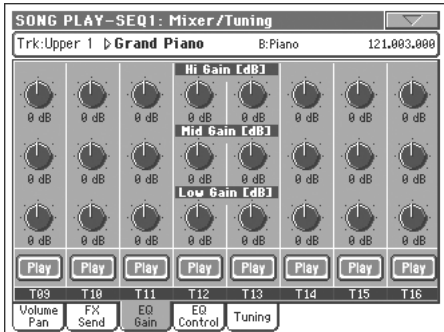 SONG PLAY-SEQ1: Mixer/Tuning
Trk:Upper 1 ▷Grand Piano B:Piano 121.003.000
Hi Gain [dB]
0 dB 0 dB 0 dB 0 dB 0 dB 0 dB 0 dB 0 dB
Mid Gain [dB]
0 dB 0 dB 0 dB 0 dB 0 dB 0 dB 0 dB 0 dB
Low Gain [dB]
0 dB 0 dB 0 dB 0 dB 0 dB 0 dB 0 dB 0 dB
Play Play Play Play Play Play Play Play
T09 T10 T11 T12 T13 T14 T15 T16
Volume Pan FX Send EQ Gain EQ Control Tuning